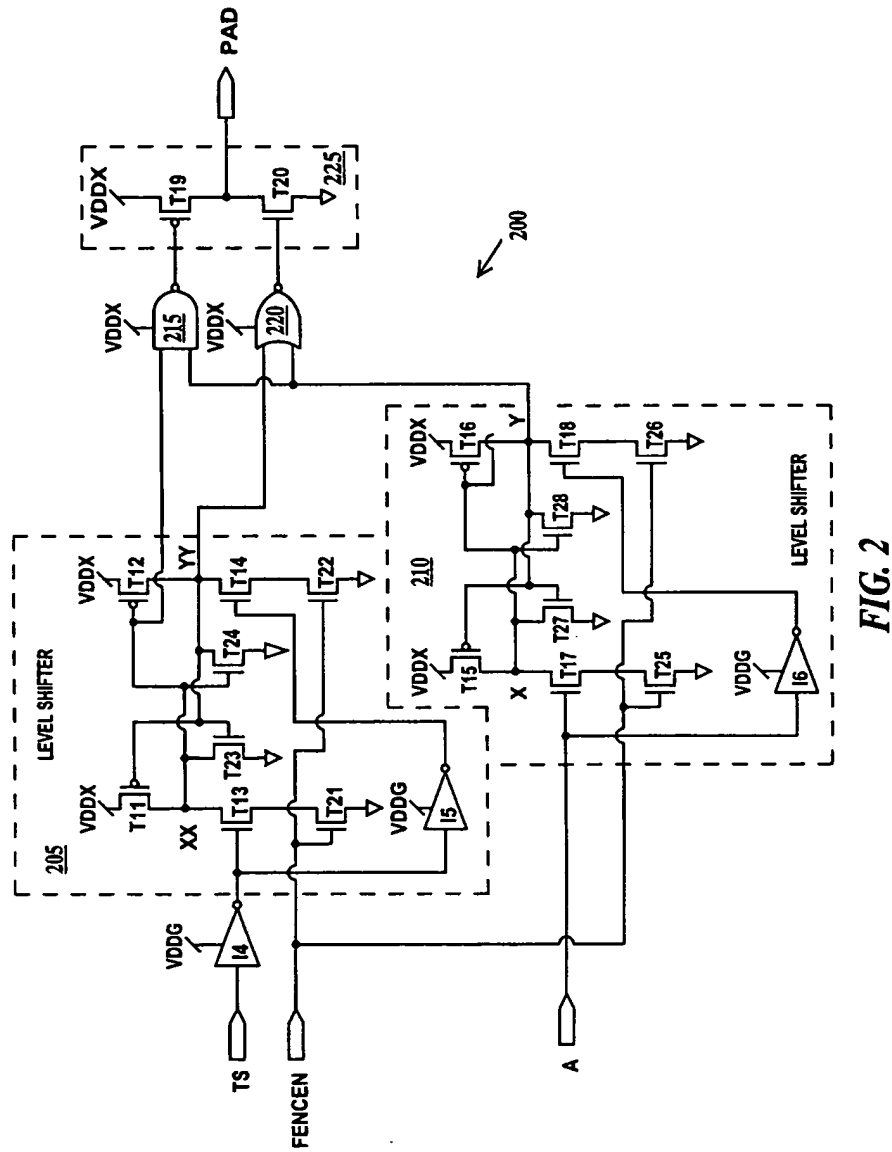 PAD
VDDX
T19
T20
225
200
VDDX
215
VDDX
220
LEVEL SHIFTER
205
VDDX
T11
VDDX
T12
YY
XX
T23
T24
T13
T14
T21
T22
VDDG
I5
VDDG
I4
TS
FENCEN
A
210
VDDX
T15
VDDX
T16
Y
X
T27
T28
T17
T18
T25
T26
VDDG
I6
LEVEL SHIFTER
FIG. 2